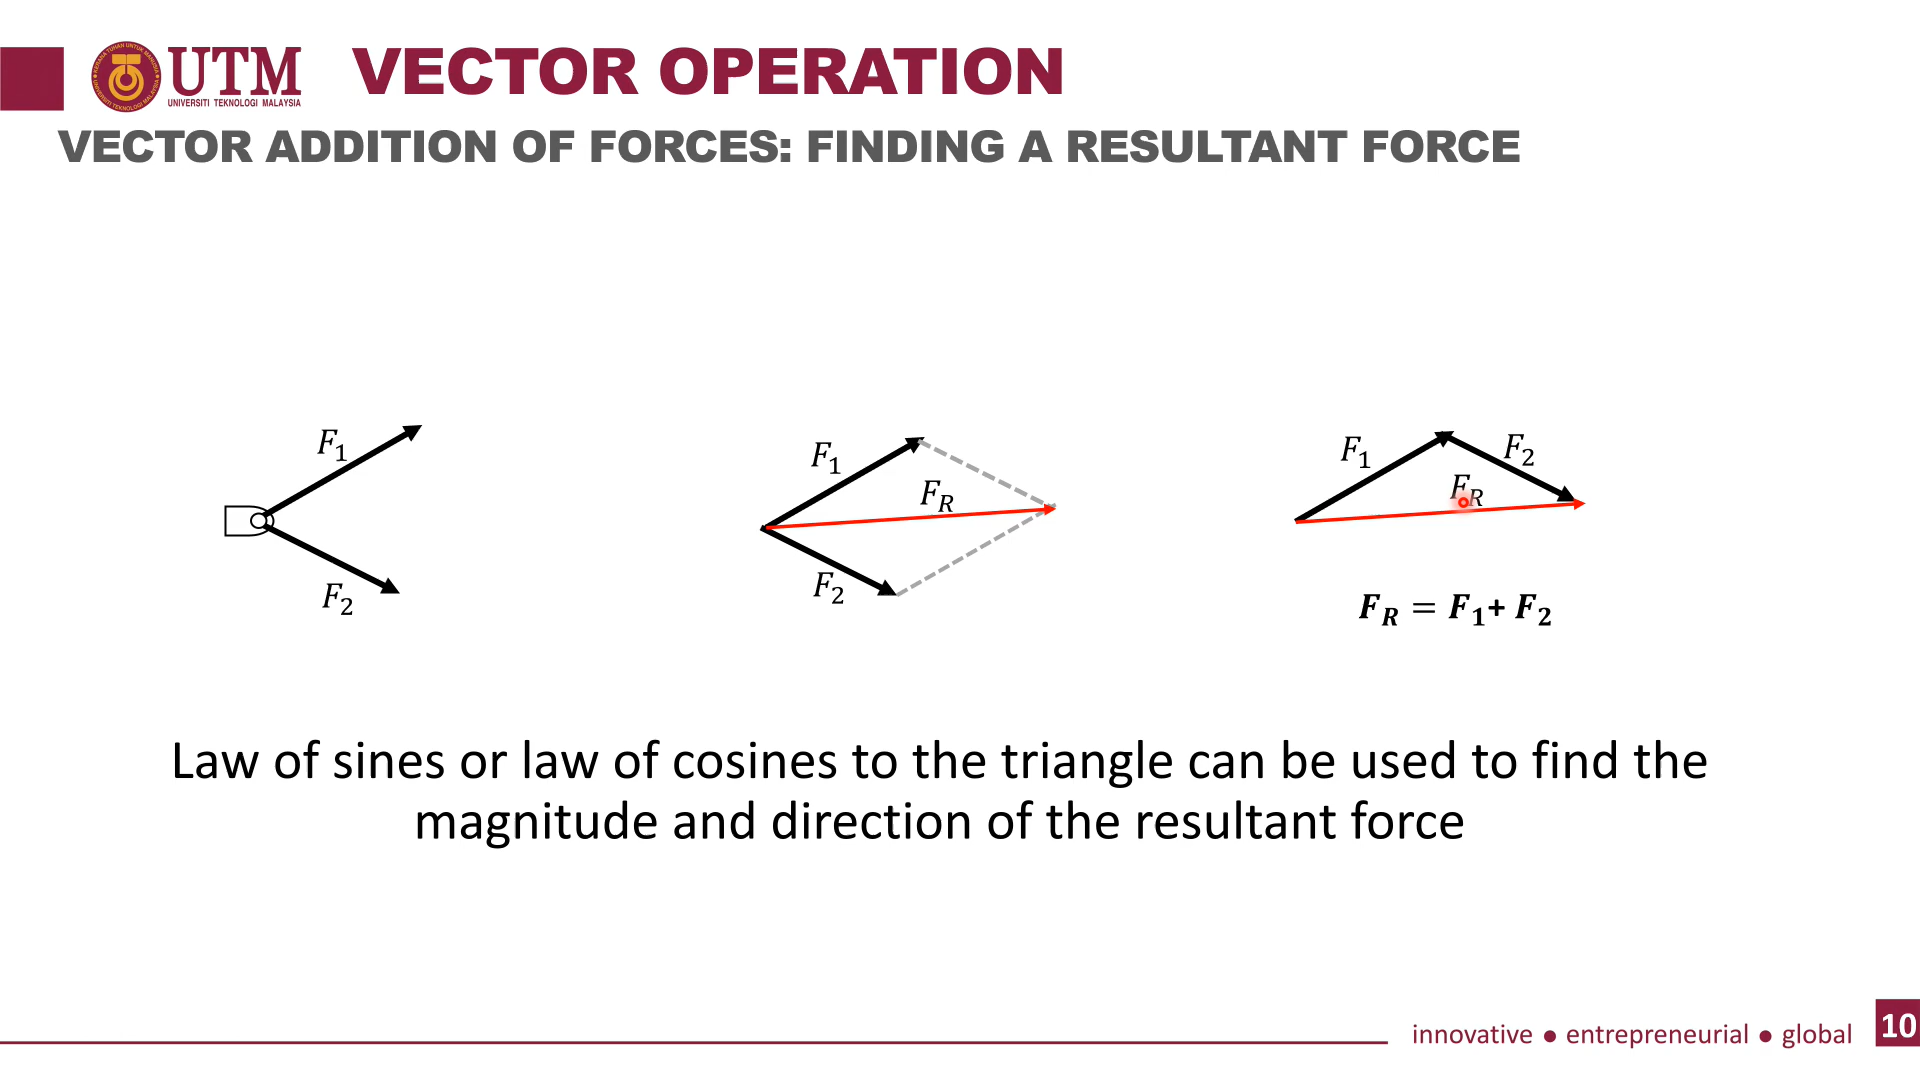 UTM
UNIVERSITI TEKNOLOGI MALAYSIA
VECTOR OPERATION
VECTOR ADDITION OF FORCES: FINDING A RESULTANT FORCE
F₁
F₂
F₁
F_R
F₂
F₁
F₂
F_R
F_R = F₁+ F₂
Law of sines or law of cosines to the triangle can be used to find the
magnitude and direction of the resultant force
innovative ● entrepreneurial ● global
10